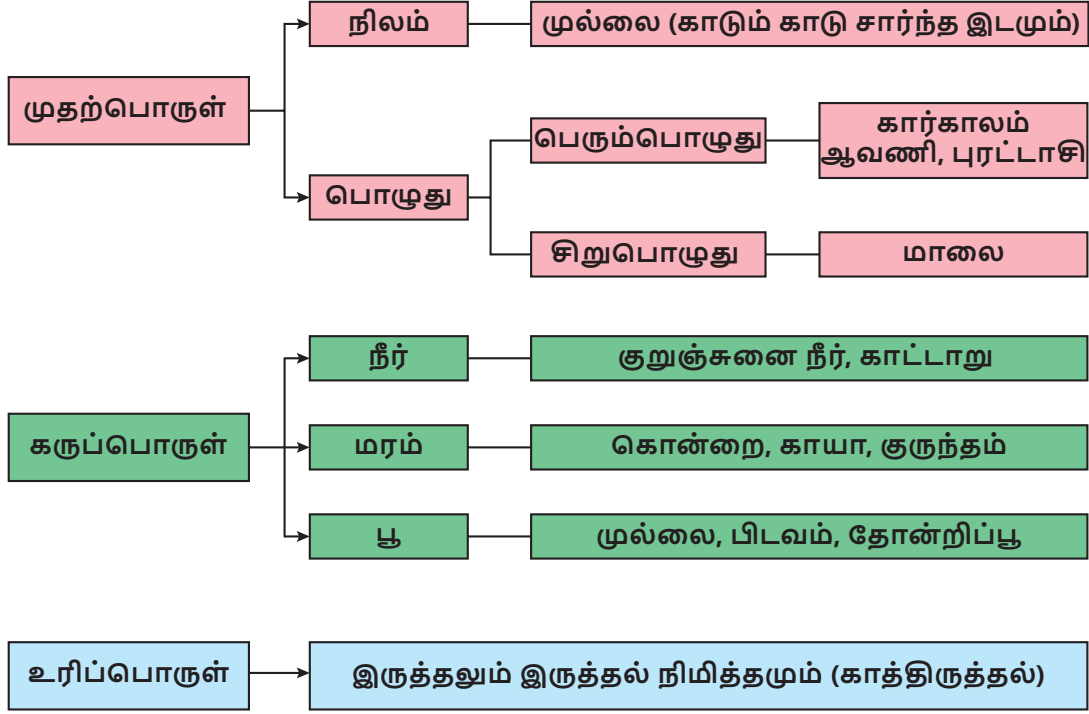 முதற்பொருள்
நிலம்
முல்லை (காடும் காடு சார்ந்த இடமும்)
பொழுது
பெரும்பொழுது
கார்காலம்
ஆவணி, புரட்டாசி
சிறுபொழுது
மாலை
கருப்பொருள்
நீர்
குறுஞ்சுனை நீர், காட்டாறு
மரம்
கொன்றை, காயா, குருந்தம்
பூ
முல்லை, பிடவம், தோன்றிப்பூ
உரிப்பொருள்
இருத்தலும் இருத்தல் நிமித்தமும் (காத்திருத்தல்)